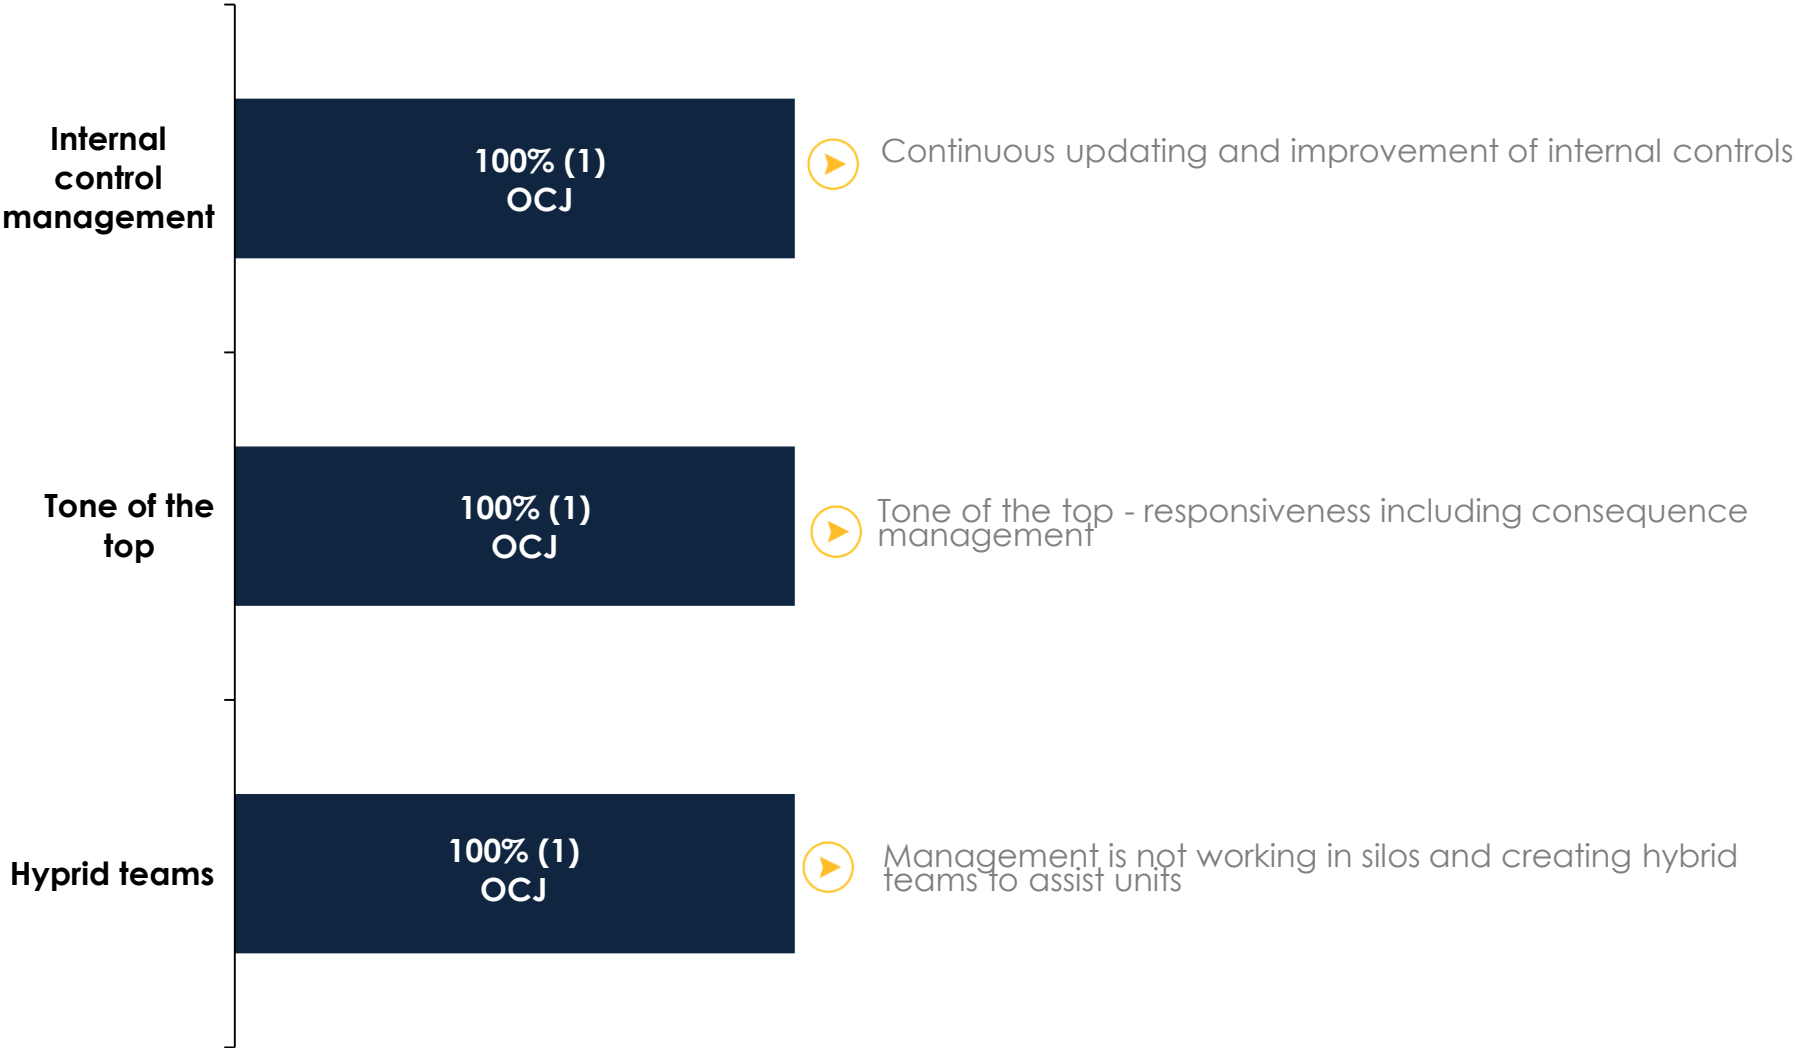 Internal
control
management
100% (1)
OCJ
Continuous updating and improvement of internal controls
Tone of the
top
100% (1)
OCJ
Tone of the top - responsiveness including consequence
management
Hyprid teams
100% (1)
OCJ
Management is not working in silos and creating hybrid
teams to assist units